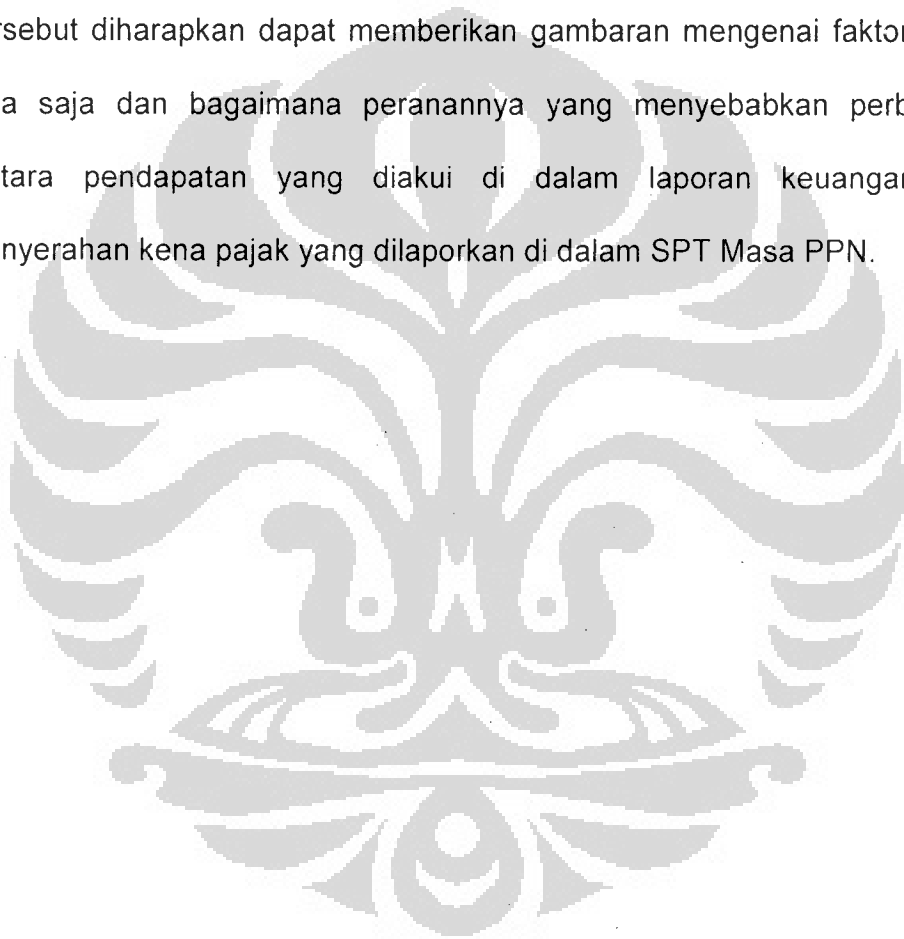 rsebut diharapkan dapat memberikan gambaran mengenai faktor
a saja dan bagaimana peranannya yang menyebabkan perb
tara pendapatan yang diakui di dalam laporan keuangan
nyerahan kena pajak yang dilaporkan di dalam SPT Masa PPN.